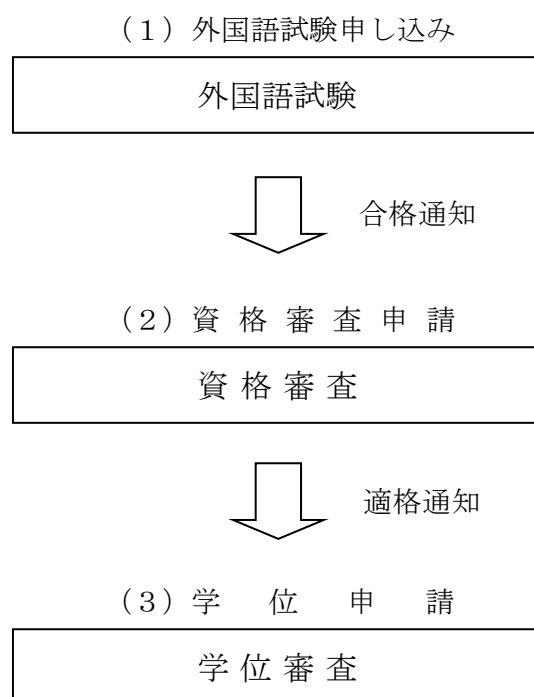 （１）外国語試験申し込み
外国語試験
合格通知
（２）資 格 審 査 申 請
資 格 審 査
適格通知
（３）学　位　申　請
学 位 審 査